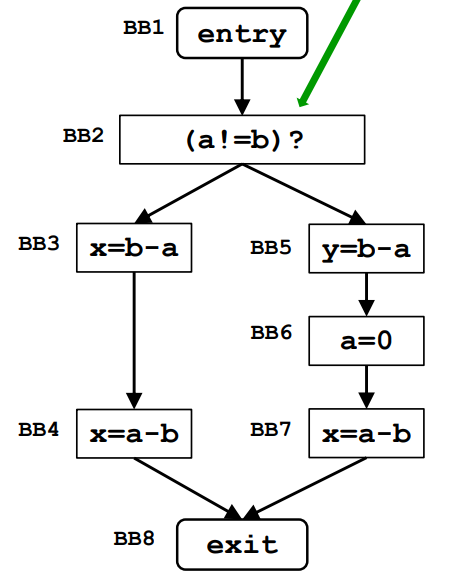 BB1 entry
BB2 (a!=b)?
BB3 x=b-a BB5 y=b-a
BB6 a=0
BB4 x=a-b BB7 x=a-b
BB8 exit